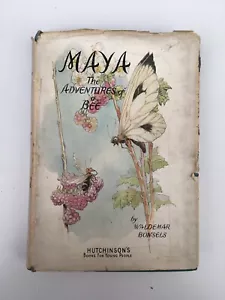 MAYA
The
ADVENTURES of
a
BEE
by
WALDEMAR
BONSELS
HUTCHINSON'S
BOOKS FOR YOUNG PEOPLE